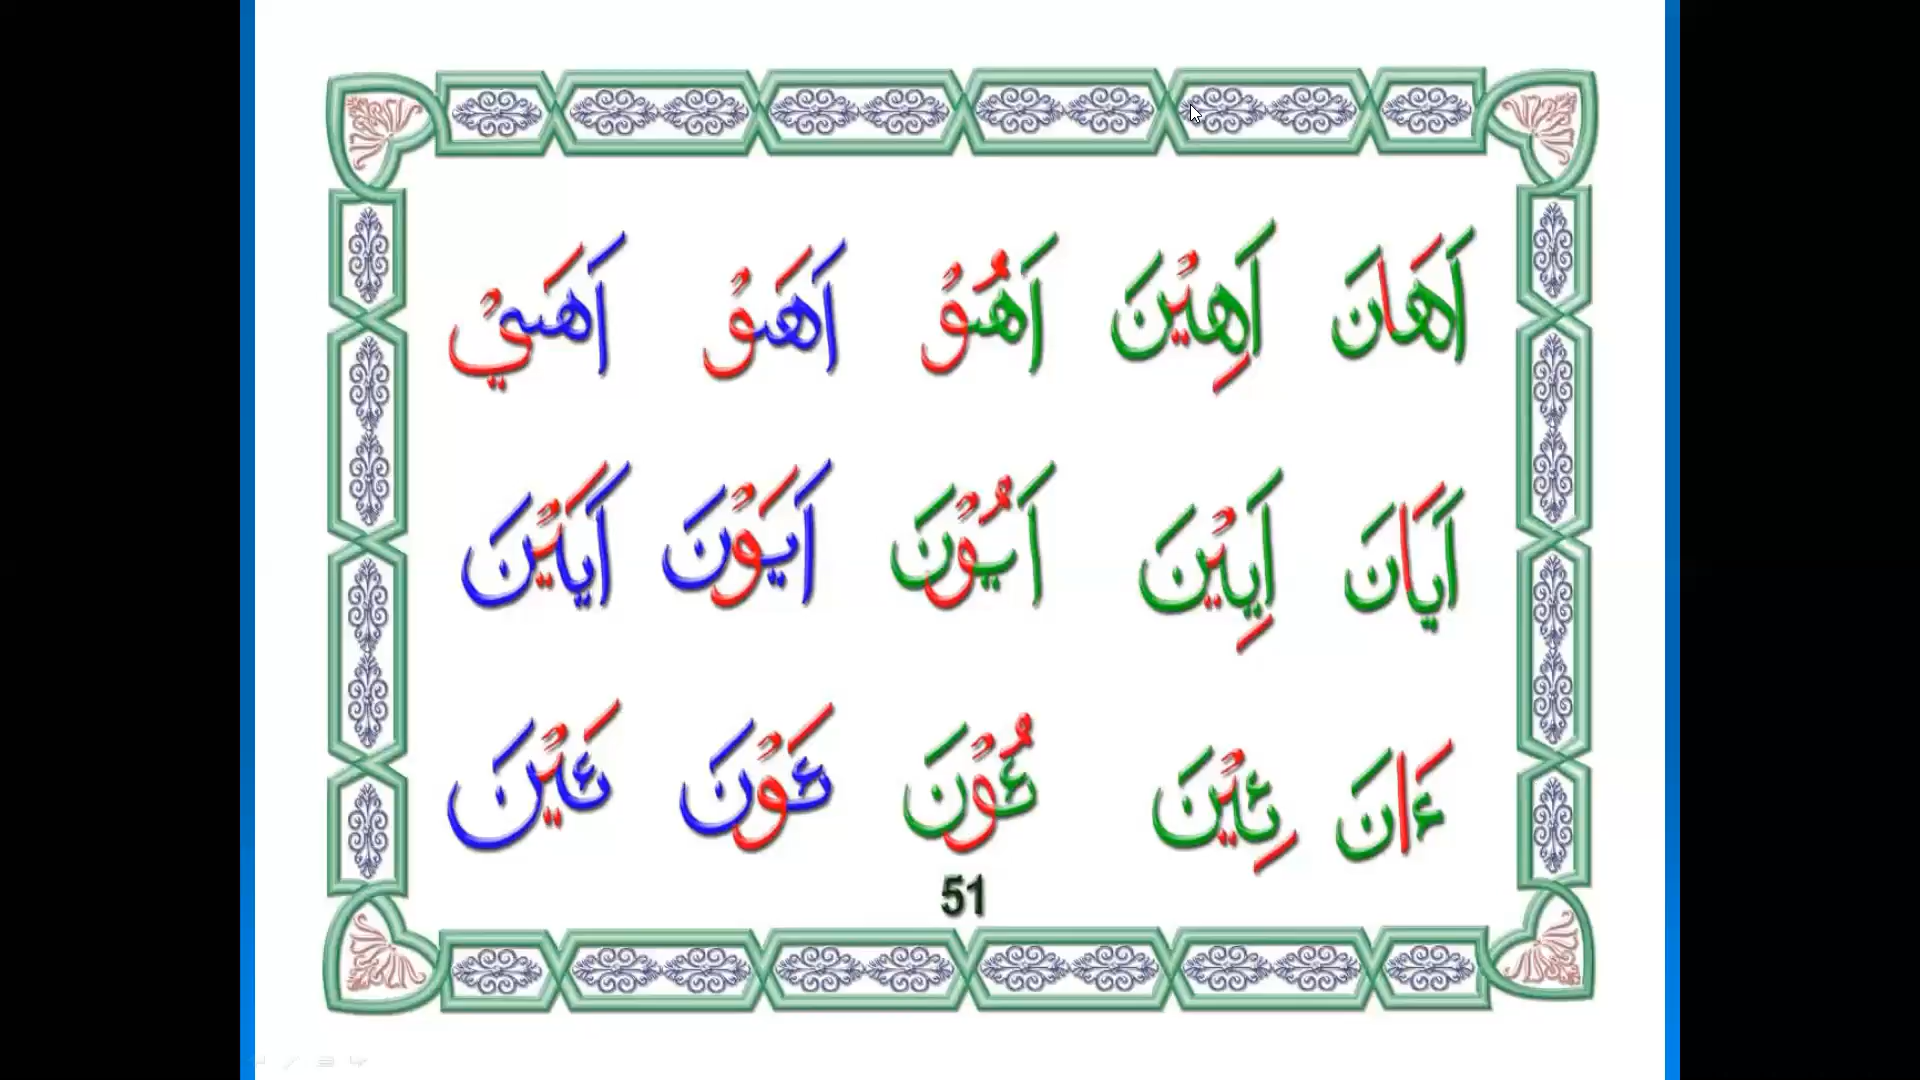 اَهَانَ اَهِيْنَ اَهُوْ اَهَوْ اَهَيْ
اَيَانَ اَيِيْنَ اَيُوْنَ اَيَوْنَ اَيَيْنَ
ءَانَ ئِيْنَ ئُوْنَ ئَوْنَ ئَيْنَ
51